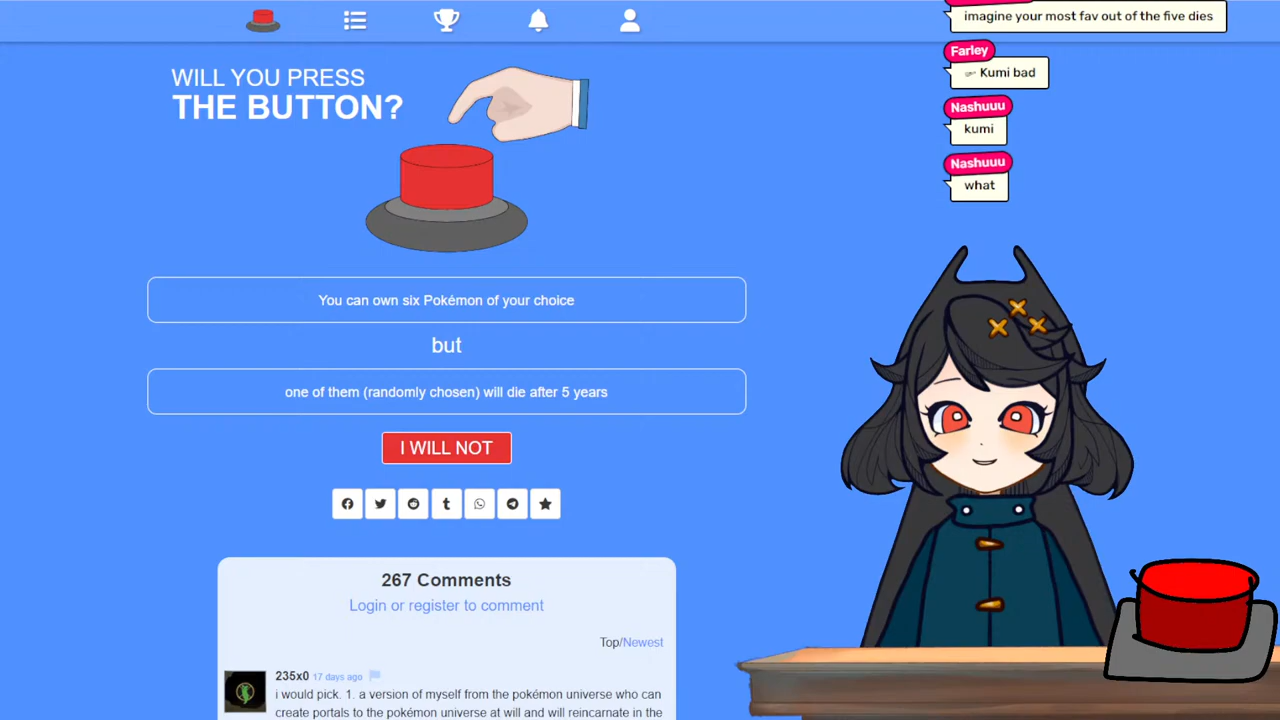 WILL YOU PRESS
THE BUTTON?
You can own six Pokémon of your choice
but
one of them (randomly chosen) will die after 5 years
I WILL NOT
267 Comments
Login or register to comment
Top/Newest
235x0 17 days ago
i would pick. 1. a version of myself from the pokémon universe who can
create portals to the pokémon universe at will and will reincarnate in the
imagine your most fav out of the five dies
Farley
Kumi bad
Nashuuu
kumi
Nashuuu
what